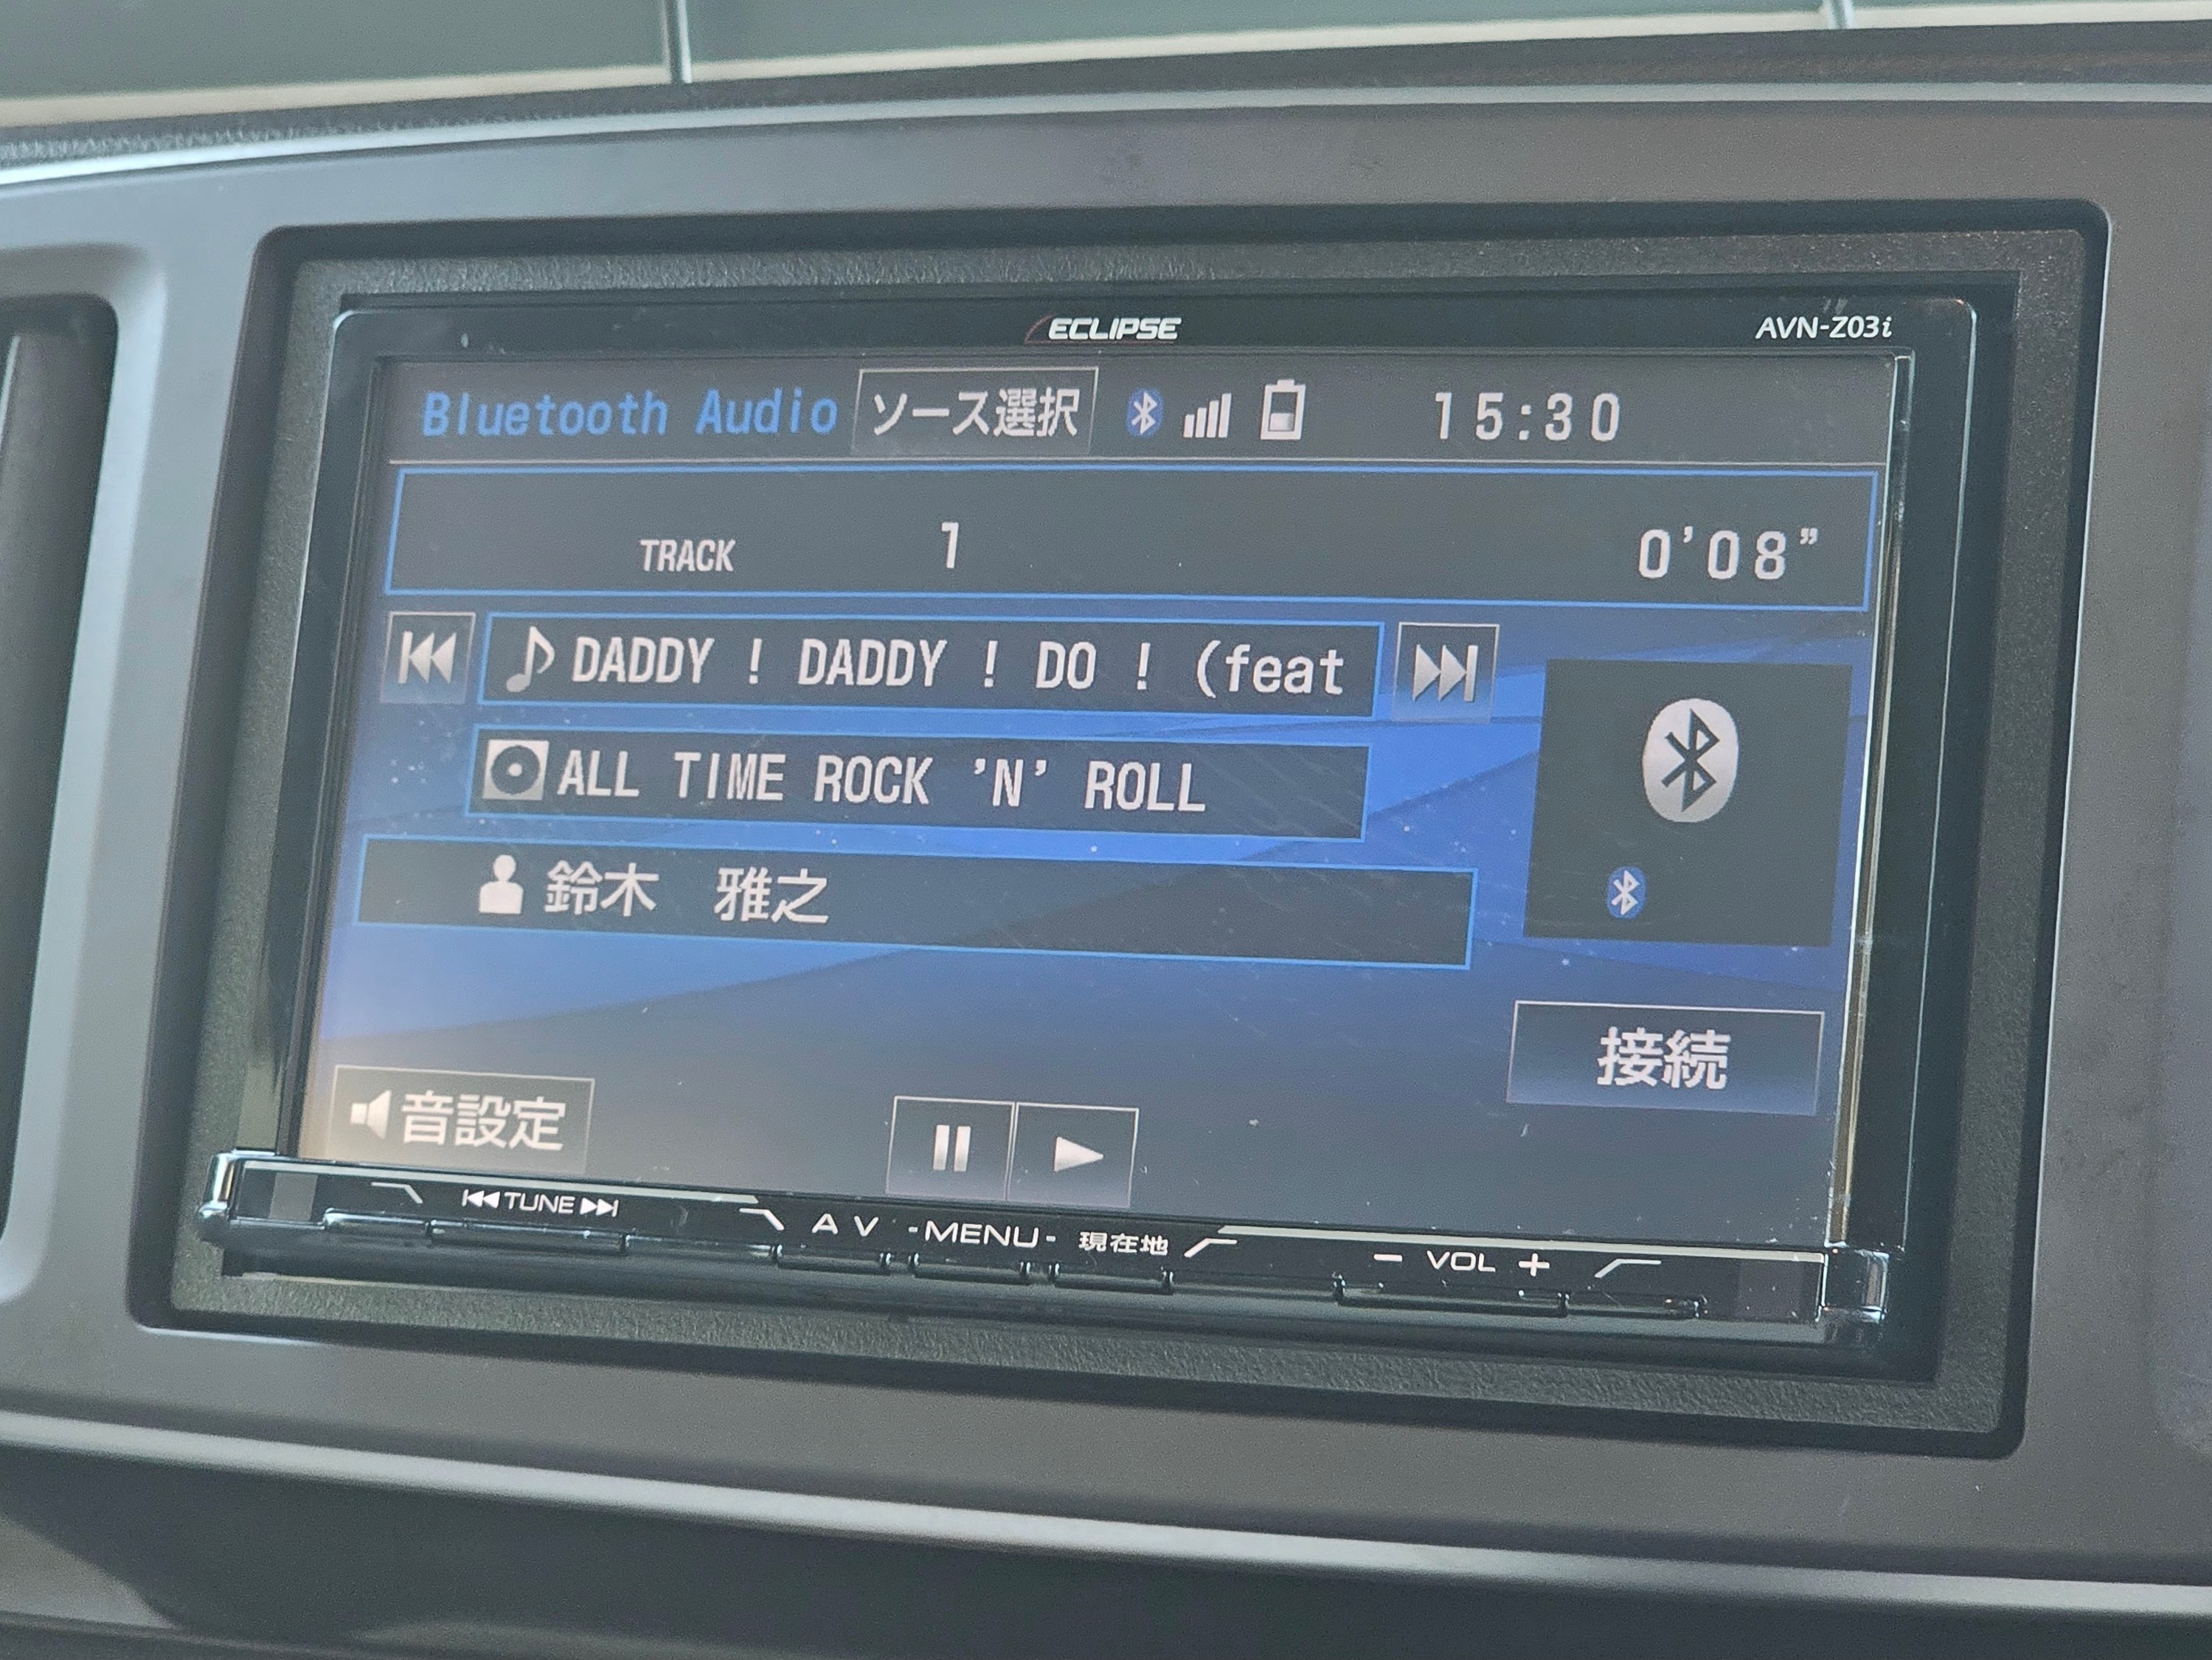 ECLIPSE
AVN-Z03i
Bluetooth Audio ソース選択 15:30
TRACK 1 0'08”
DADDY ! DADDY ! DO ! (feat
ALL TIME ROCK 'N' ROLL
鈴木 雅之
接続
音設定
TUNE AV -MENU- 現在地 - VOL +